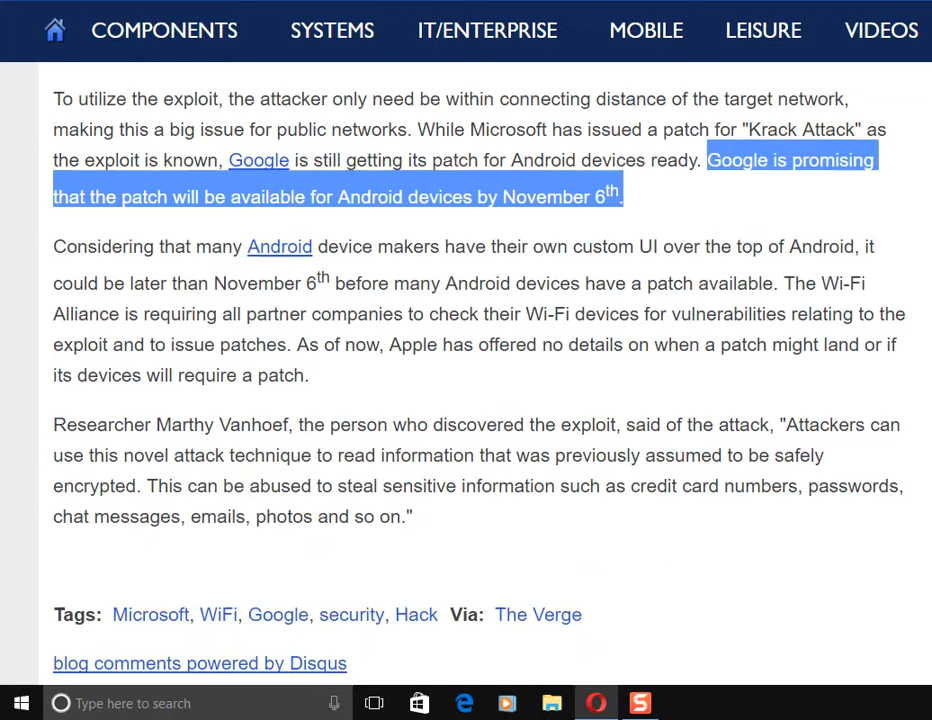 COMPONENTS SYSTEMS IT/ENTERPRISE MOBILE LEISURE VIDEOS
To utilize the exploit, the attacker only need be within connecting distance of the target network,
making this a big issue for public networks. While Microsoft has issued a patch for "Krack Attack" as
the exploit is known, Google is still getting its patch for Android devices ready. Google is promising
that the patch will be available for Android devices by November 6th.
Considering that many Android device makers have their own custom UI over the top of Android, it
could be later than November 6th before many Android devices have a patch available. The Wi-Fi
Alliance is requiring all partner companies to check their Wi-Fi devices for vulnerabilities relating to the
exploit and to issue patches. As of now, Apple has offered no details on when a patch might land or if
its devices will require a patch.
Researcher Marthy Vanhoef, the person who discovered the exploit, said of the attack, "Attackers can
use this novel attack technique to read information that was previously assumed to be safely
encrypted. This can be abused to steal sensitive information such as credit card numbers, passwords,
chat messages, emails, photos and so on."
Tags: Microsoft, WiFi, Google, security, Hack Via: The Verge
blog comments powered by Disqus
Type here to search